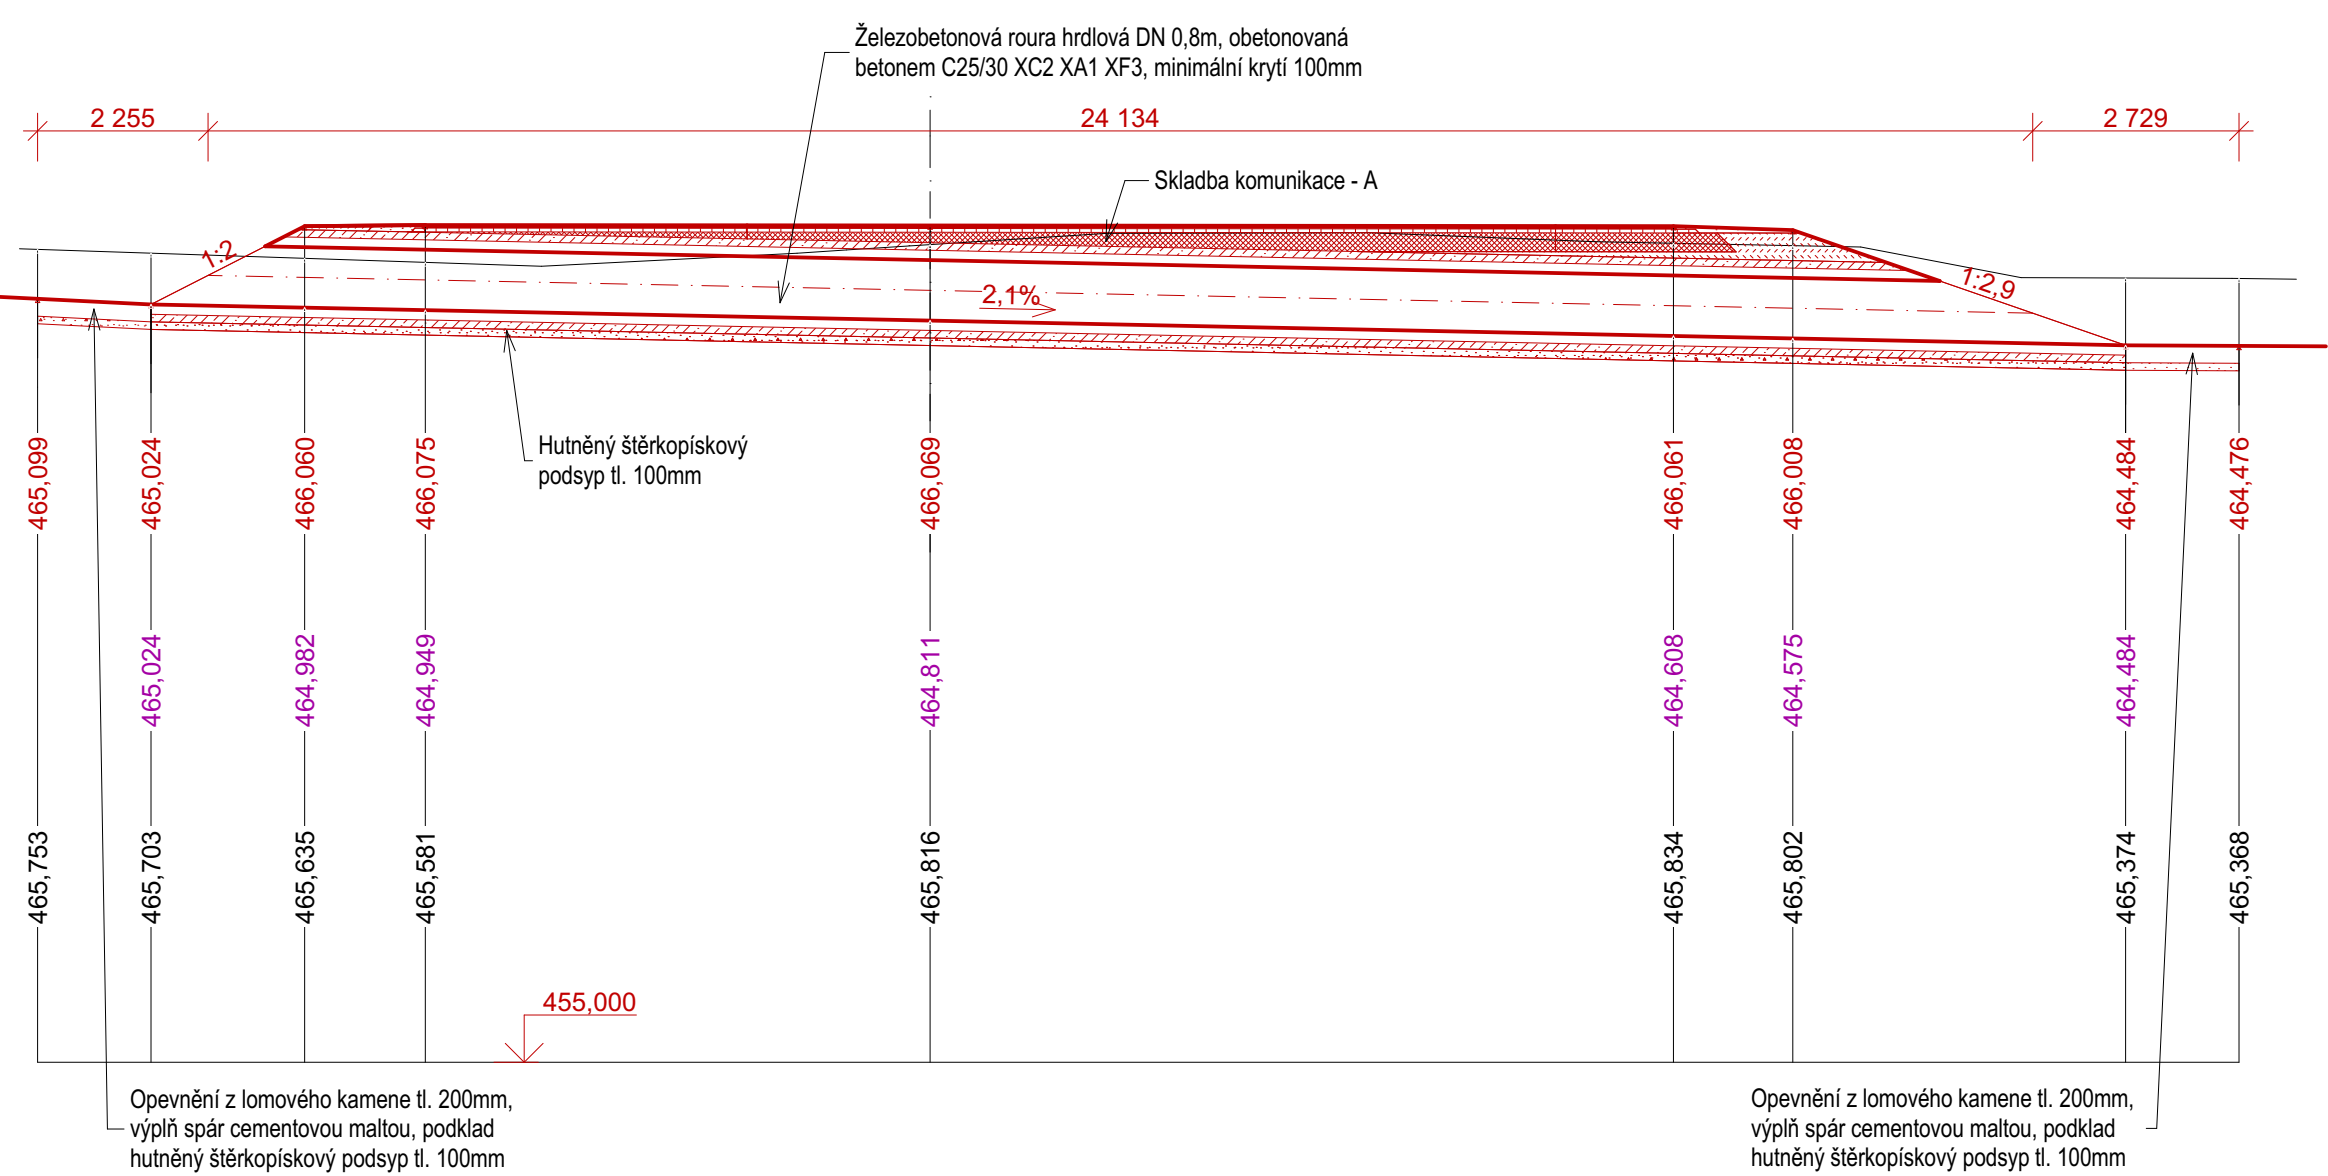 Železobetonová roura hrdlová DN 0,8m, obetonovaná
betonem C25/30 XC2 XA1 XF3, minimální krytí 100mm
2 255
24 134
2 729
Skladba komunikace - A
1:2
2,1%
1:2,9
Hutněný štěrkopískový
podsyp tl. 100mm
465,099
465,024
466,060
466,075
466,069
466,061
466,008
464,484
464,476
465,024
464,982
464,949
464,811
464,608
464,575
464,484
465,753
465,703
465,635
465,581
465,816
465,834
465,802
465,374
465,368
455,000
Opevnění z lomového kamene tl. 200mm,
výplň spár cementovou maltou, podklad
hutněný štěrkopískový podsyp tl. 100mm
Opevnění z lomového kamene tl. 200mm,
výplň spár cementovou maltou, podklad
hutněný štěrkopískový podsyp tl. 100mm